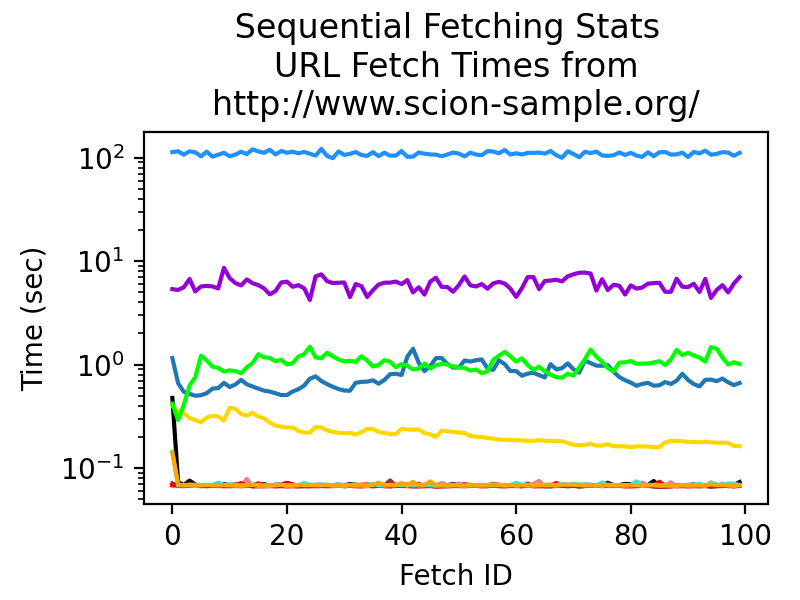 Sequential Fetching Stats
URL Fetch Times from
http://www.scion-sample.org/
Time (sec)
10²
10¹
10⁰
10⁻¹
0 20 40 60 80 100
Fetch ID